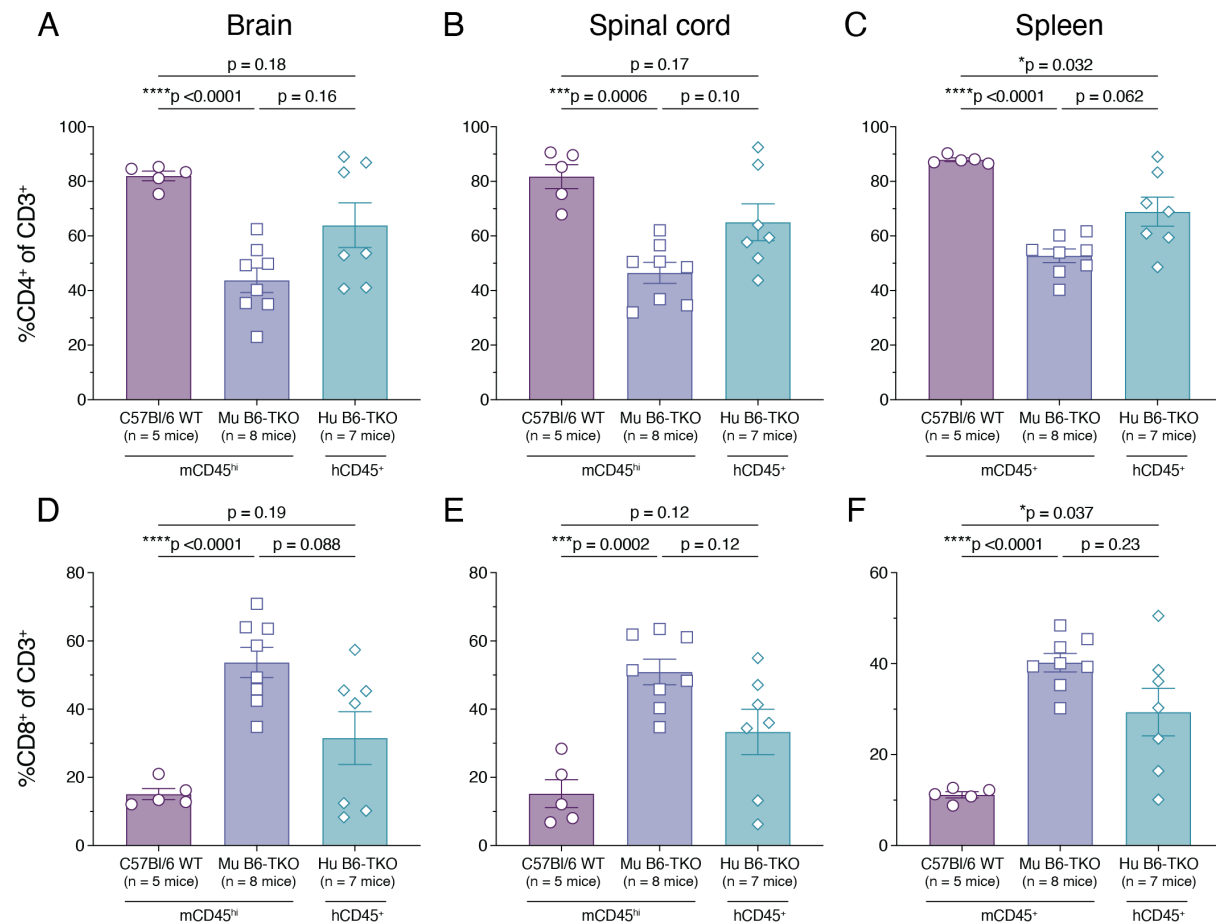 A Brain
p = 0.18
****p <0.0001 p = 0.16
%CD4⁺ of CD3⁺
100
80
60
40
20
0
C57Bl/6 WT Mu B6-TKO Hu B6-TKO
(n = 5 mice) (n = 8 mice) (n = 7 mice)
mCD45ʰⁱ hCD45⁺
B Spinal cord
p = 0.17
***p = 0.0006 p = 0.10
100
80
60
40
20
0
C57Bl/6 WT Mu B6-TKO Hu B6-TKO
(n = 5 mice) (n = 8 mice) (n = 7 mice)
mCD45ʰⁱ hCD45⁺
C Spleen
*p = 0.032
****p <0.0001 p = 0.062
100
80
60
40
20
0
C57Bl/6 WT Mu B6-TKO Hu B6-TKO
(n = 5 mice) (n = 8 mice) (n = 7 mice)
mCD45⁺ hCD45⁺
D
p = 0.19
****p <0.0001 p = 0.088
%CD8⁺ of CD3⁺
80
60
40
20
0
C57Bl/6 WT Mu B6-TKO Hu B6-TKO
(n = 5 mice) (n = 8 mice) (n = 7 mice)
mCD45ʰⁱ hCD45⁺
E
p = 0.12
***p = 0.0002 p = 0.12
80
60
40
20
0
C57Bl/6 WT Mu B6-TKO Hu B6-TKO
(n = 5 mice) (n = 8 mice) (n = 7 mice)
mCD45ʰⁱ hCD45⁺
F
*p = 0.037
****p <0.0001 p = 0.23
60
40
20
0
C57Bl/6 WT Mu B6-TKO Hu B6-TKO
(n = 5 mice) (n = 8 mice) (n = 7 mice)
mCD45⁺ hCD45⁺